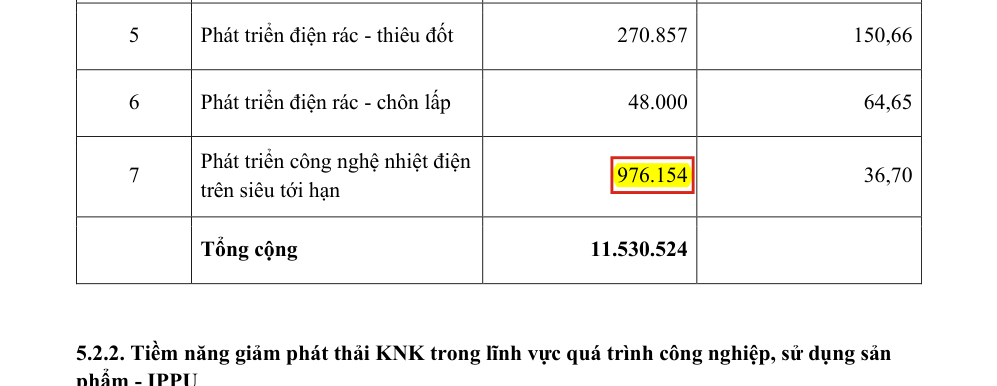 5 Phát triển điện rác - thiêu đốt 270.857 150,66
6 Phát triển điện rác - chôn lấp 48.000 64,65
7 Phát triển công nghệ nhiệt điện trên siêu tới hạn 976.154 36,70
Tổng cộng 11.530.524
5.2.2. Tiềm năng giảm phát thải KNK trong lĩnh vực quá trình công nghiệp, sử dụng sản
phẩm - IPPU